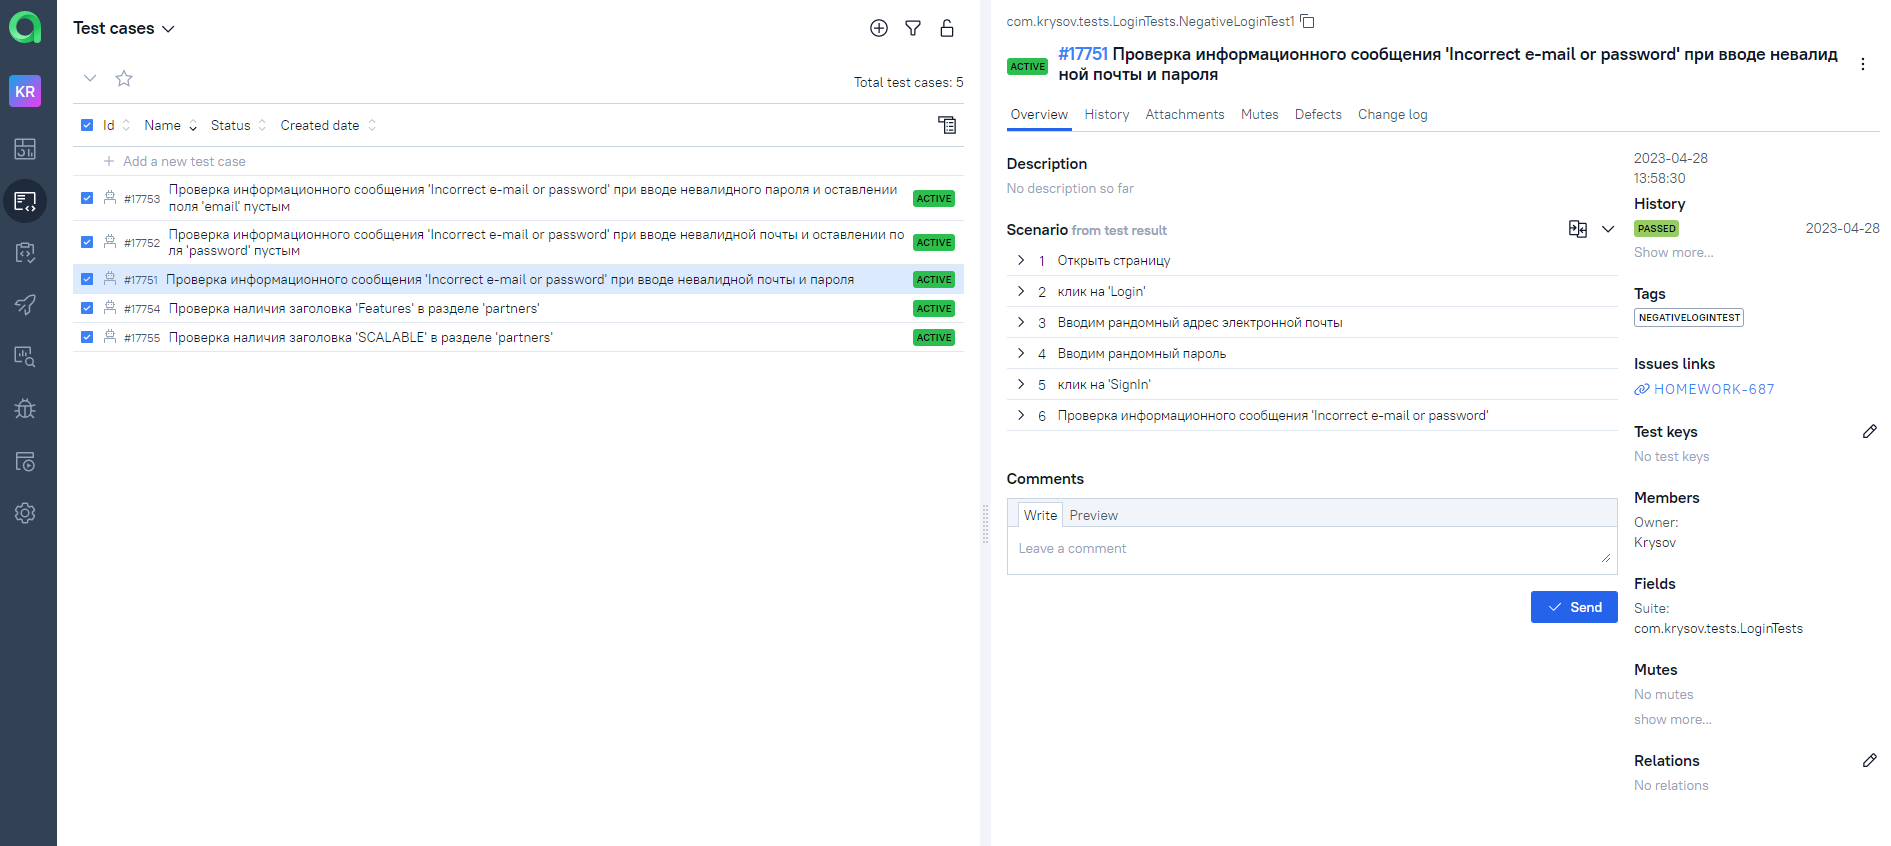 KR
Test cases
Total test cases: 5
Id Name Status Created date
Add a new test case
#17753 Проверка информационного сообщения 'Incorrect e-mail or password' при вводе невалидного пароля и оставлении
поля 'email' пустым
ACTIVE
#17752 Проверка информационного сообщения 'Incorrect e-mail or password' при вводе невалидной почты и оставлении по
ля 'password' пустым
ACTIVE
#17751 Проверка информационного сообщения 'Incorrect e-mail or password' при вводе невалидной почты и пароля ACTIVE
#17754 Проверка наличия заголовка 'Features' в разделе 'partners' ACTIVE
#17755 Проверка наличия заголовка 'SCALABLE' в разделе 'partners' ACTIVE
com.krysov.tests.LoginTests.NegativeLoginTest1
ACTIVE
#17751 Проверка информационного сообщения 'Incorrect e-mail or password' при вводе невалид
ной почты и пароля
Overview History Attachments Mutes Defects Change log
Description
No description so far
Scenario from test result
1 Открыть страницу
2 клик на 'Login'
3 Вводим рандомный адрес электронной почты
4 Вводим рандомный пароль
5 клик на 'SignIn'
6 Проверка информационного сообщения 'Incorrect e-mail or password'
Comments
Write Preview
Leave a comment
Send
2023-04-28
13:58:30
History
PASSED 2023-04-28
Show more...
Tags
NEGATIVELOGINTEST
Issues links
HOMEWORK-687
Test keys
No test keys
Members
Owner:
Krysov
Fields
Suite:
com.krysov.tests.LoginTests
Mutes
No mutes
show more...
Relations
No relations